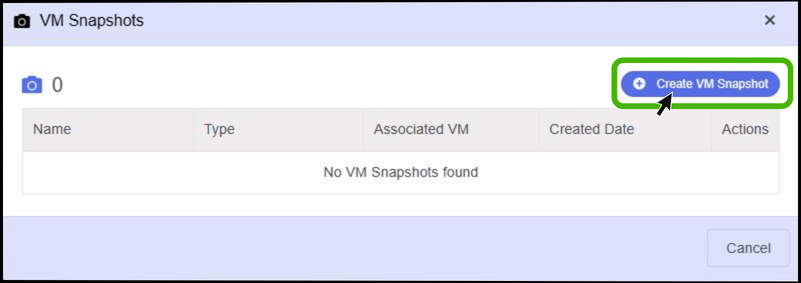 VM Snapshots
0
Create VM Snapshot
Name Type Associated VM Created Date Actions
No VM Snapshots found
Cancel